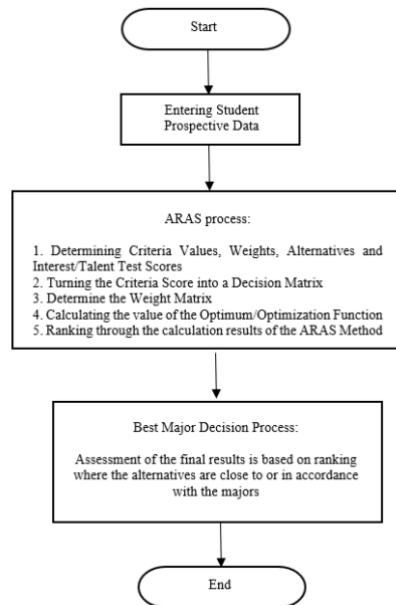 Start
Entering Student
Prospective Data
ARAS process:
1. Determining Criteria Values, Weights, Alternatives and
Interest/Talent Test Scores
2. Turning the Criteria Score into a Decision Matrix
3. Determine the Weight Matrix
4. Calculating the value of the Optimum/Optimization Function
5. Ranking through the calculation results of the ARAS Method
Best Major Decision Process:
Assessment of the final results is based on ranking
where the alternatives are close to or in accordance
with the majors
End